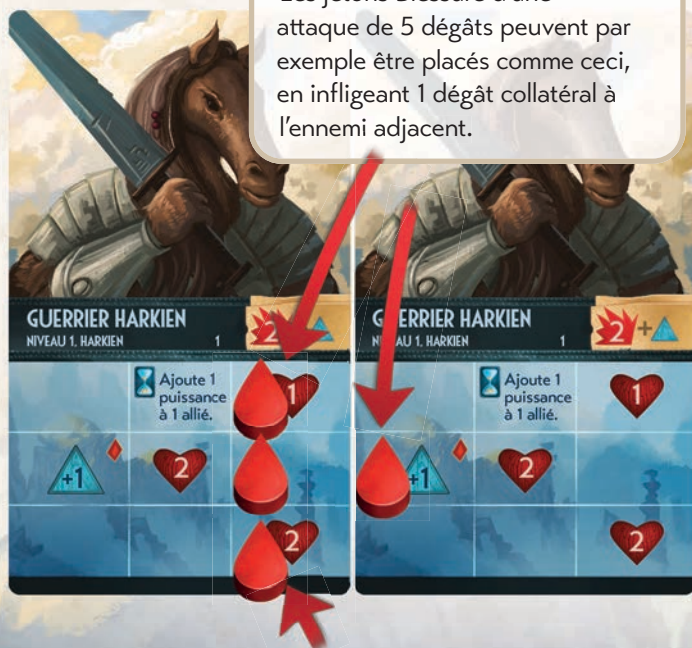 attaque de 5 dégâts peuvent par
exemple être placés comme ceci,
en infligeant 1 dégât collatéral à
l'ennemi adjacent.
GUERRIER HARKIEN
NIVEAU 1, HARKIEN 1
2
Ajoute 1
puissance
à 1 allié.
1
+1
2
2
GUERRIER HARKIEN
NIVEAU 1, HARKIEN 1
2+
Ajoute 1
puissance
à 1 allié.
1
+1
2
2